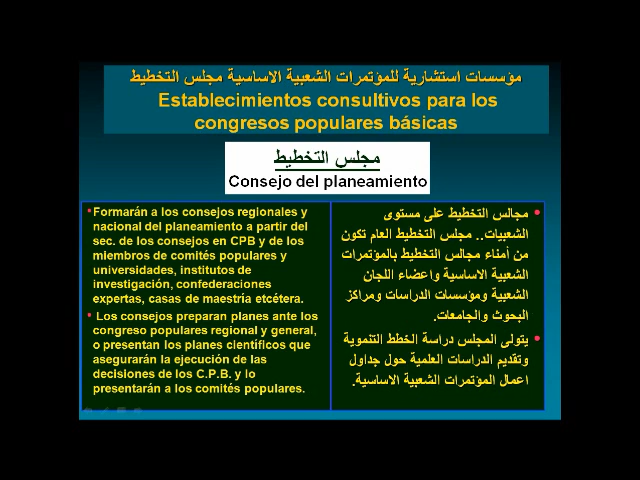 مؤسسات استشارية للمؤتمرات الشعبية الاساسية مجلس التخطيط
Establecimientos consultivos para los
congresos populares básicas
مجلس التخطيط
Consejo del planeamiento
•Formarán a los consejos regionales y
nacional del planeamiento a partir del
sec. de los consejos en CPB y de los
miembros de comités populares y
universidades, institutos de
investigación, confederaciones
expertas, casas de maestría etcétera.
• Los consejos preparan planes ante los
congreso populares regional y general,
o presentan los planes científicos que
asegurarán la ejecución de las
decisiones de los C.P.B. y lo
presentarán a los comités populares.
• مجالس التخطيط على مستوى
الشعبيات.. مجلس التخطيط العام تكون
من أمناء مجالس التخطيط بالمؤتمرات
الشعبية الاساسية واعضاء اللجان
الشعبية ومؤسسات الدراسات ومراكز
البحوث والجامعات.
• يتولى المجلس دراسة الخطط التنموية
وتقديم الدراسات العلمية حول جداول
اعمال المؤتمرات الشعبية الاساسية.